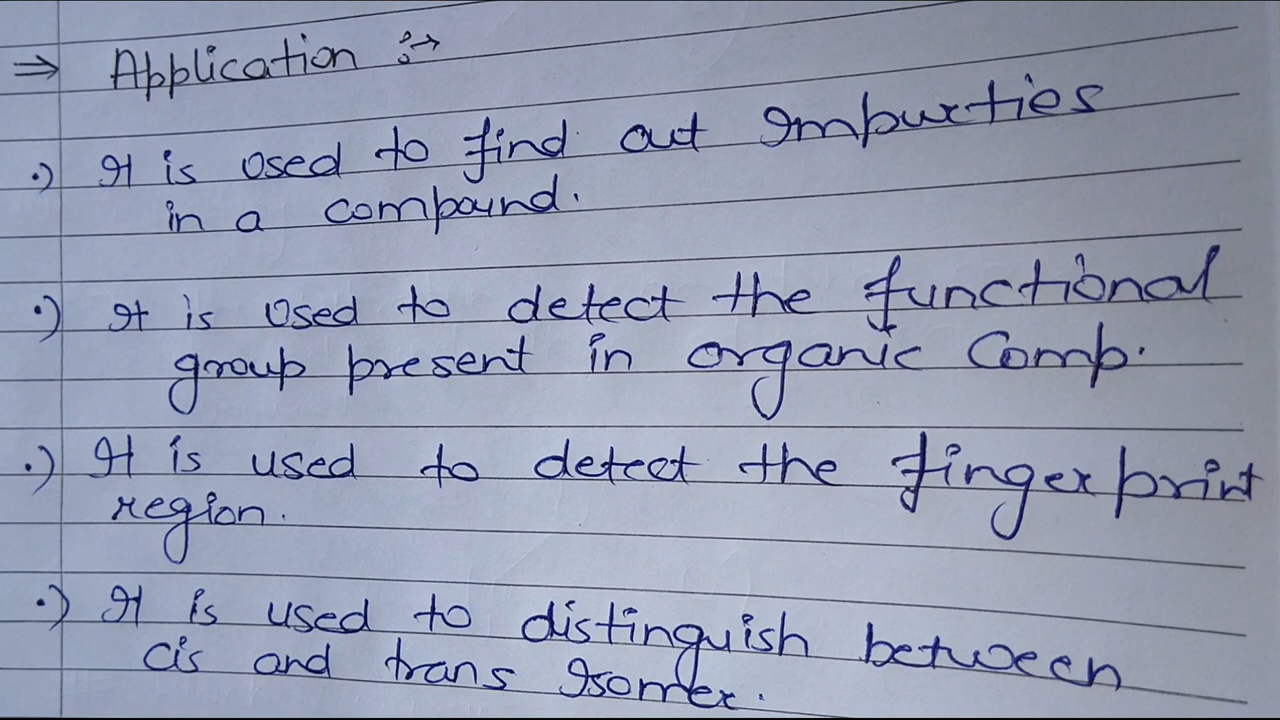 ⇒ Application :→
·) It is used to find out Impurties
in a compound.
·) It is used to detect the functional
group present in organic Comp.
·) It is used to detect the fingerprint
region.
·) It is used to distinguish between
cis and trans Isomer.